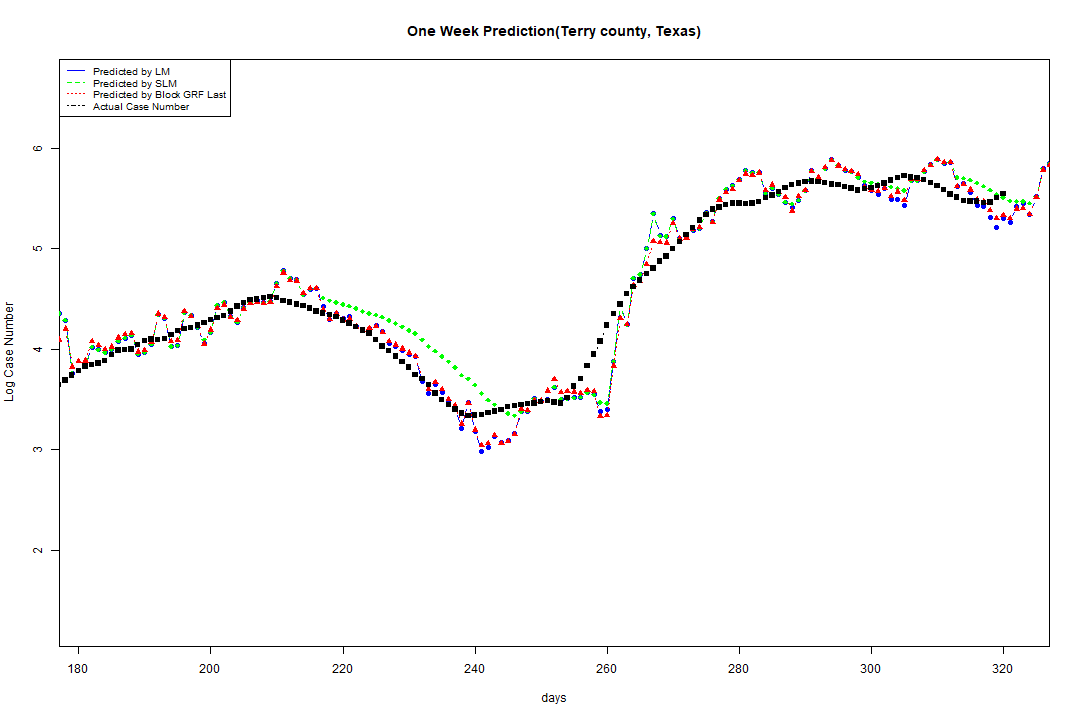 One Week Prediction(Terry county, Texas)
Predicted by LM
Predicted by SLM
Predicted by Block GRF Last
Actual Case Number
Log Case Number
6
5
4
3
2
180 200 220 240 260 280 300 320
days